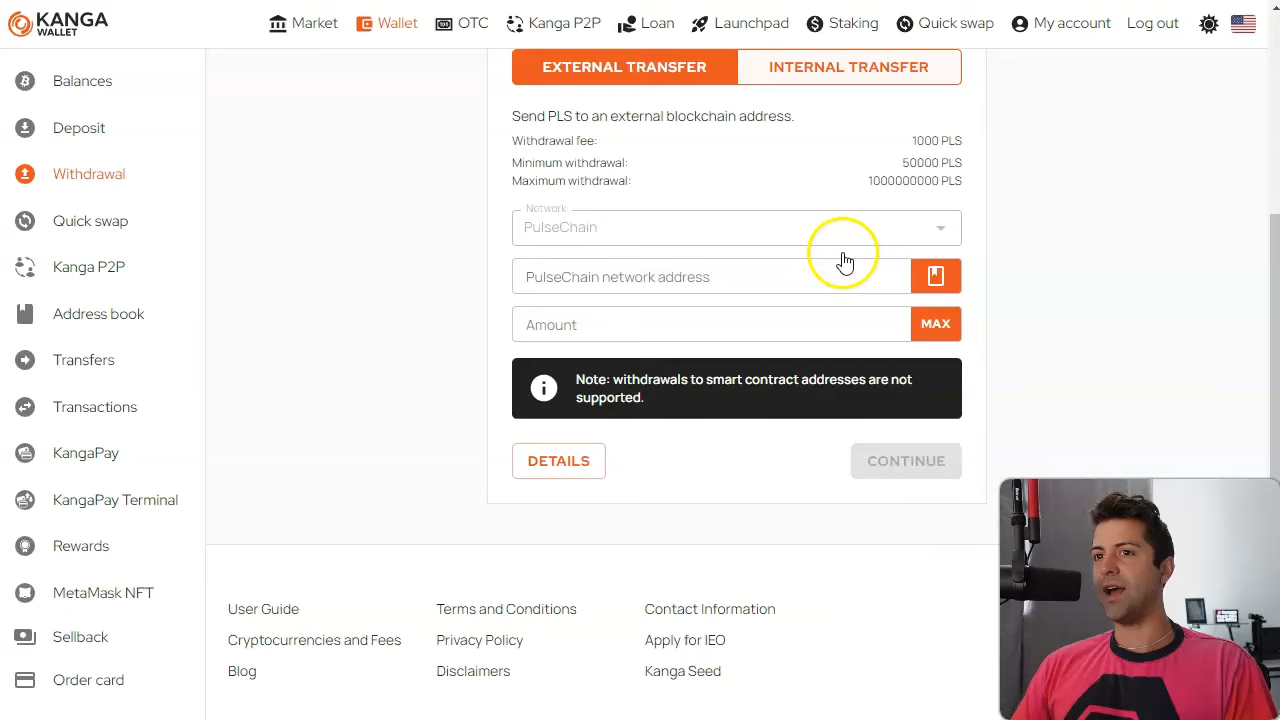 KANGA
WALLET
Market
Wallet
OTC
Kanga P2P
Loan
Launchpad
Staking
Quick swap
My account
Log out
Balances
Deposit
Withdrawal
Quick swap
Kanga P2P
Address book
Transfers
Transactions
KangaPay
KangaPay Terminal
Rewards
MetaMask NFT
Sellback
Order card
EXTERNAL TRANSFER
INTERNAL TRANSFER
Send PLS to an external blockchain address.
Withdrawal fee: 1000 PLS
Minimum withdrawal: 50000 PLS
Maximum withdrawal: 1000000000 PLS
Network
PulseChain
PulseChain network address
Amount
MAX
Note: withdrawals to smart contract addresses are not
supported.
DETAILS
CONTINUE
User Guide
Terms and Conditions
Contact Information
Cryptocurrencies and Fees
Privacy Policy
Apply for IEO
Blog
Disclaimers
Kanga Seed